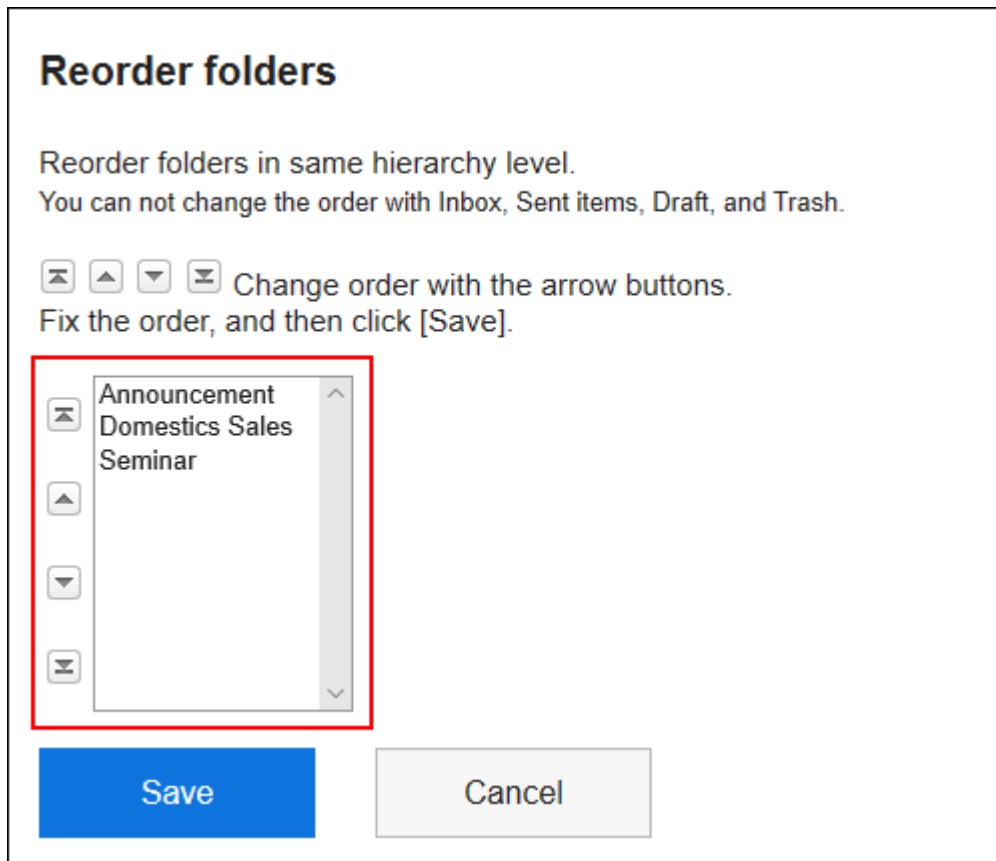 Reorder folders
Reorder folders in same hierarchy level.
You can not change the order with Inbox, Sent items, Draft, and Trash.
Change order with the arrow buttons.
Fix the order, and then click [Save].
Announcement
Domestics Sales
Seminar
Save
Cancel